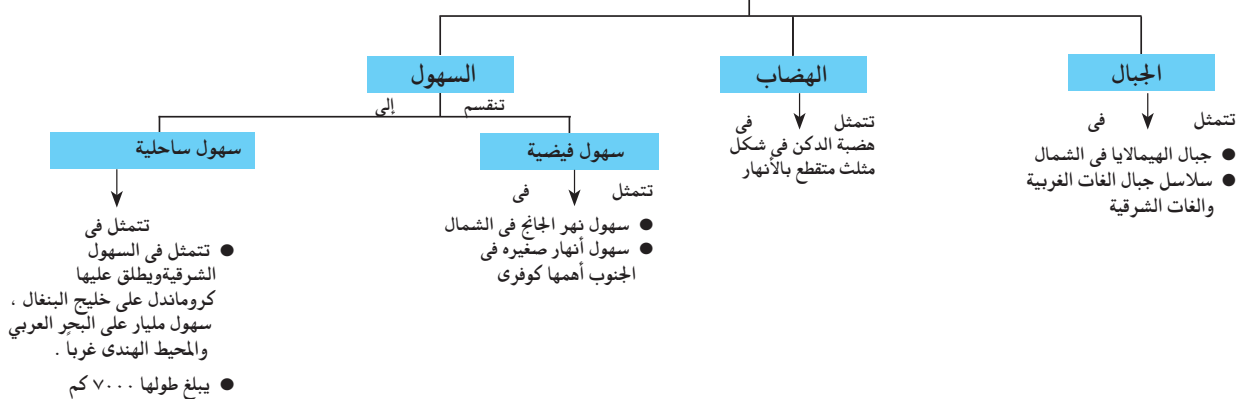 الجبال
تتمثل فى
● جبال الهيمالايا فى الشمال
● سلاسل جبال الغات الغربية
والغات الشرقية
الهضاب
تتمثل فى
هضبة الدكن فى شكل
مثلث متقطع بالأنهار
السهول
تنقسم إلى
سهول فيضية
تتمثل فى
● سهول نهر الجانج فى الشمال
● سهول أنهار صغيره فى
الجنوب أهمها كوفرى
سهول ساحلية
تتمثل فى
● تتمثل فى السهول
الشرقيةويطلق عليها
كروماندل على خليج البنغال ،
سهول مليار على البحر العربي
والمحيط الهندى غرباً .
● يبلغ طولها ٧٠٠٠ كم